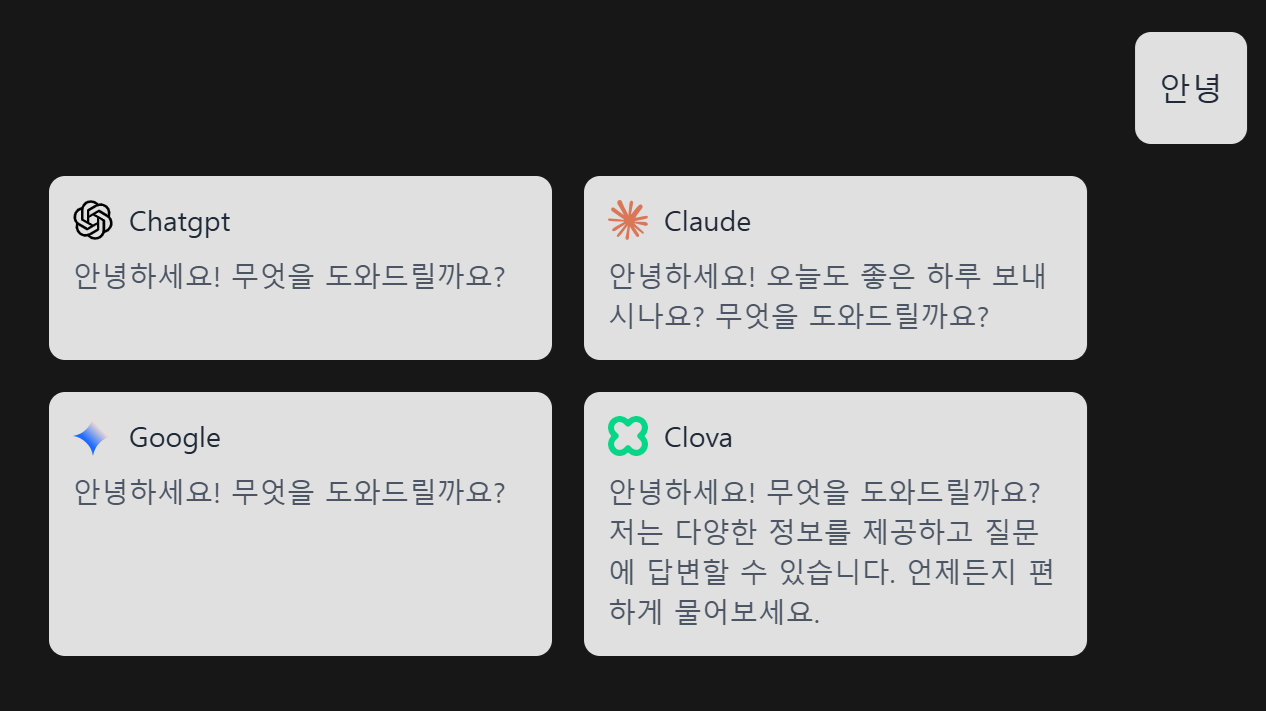 안녕
Chatgpt
안녕하세요! 무엇을 도와드릴까요?
Claude
안녕하세요! 오늘도 좋은 하루 보내
시나요? 무엇을 도와드릴까요?
Google
안녕하세요! 무엇을 도와드릴까요?
Clova
안녕하세요! 무엇을 도와드릴까요?
저는 다양한 정보를 제공하고 질문
에 답변할 수 있습니다. 언제든지 편
하게 물어보세요.